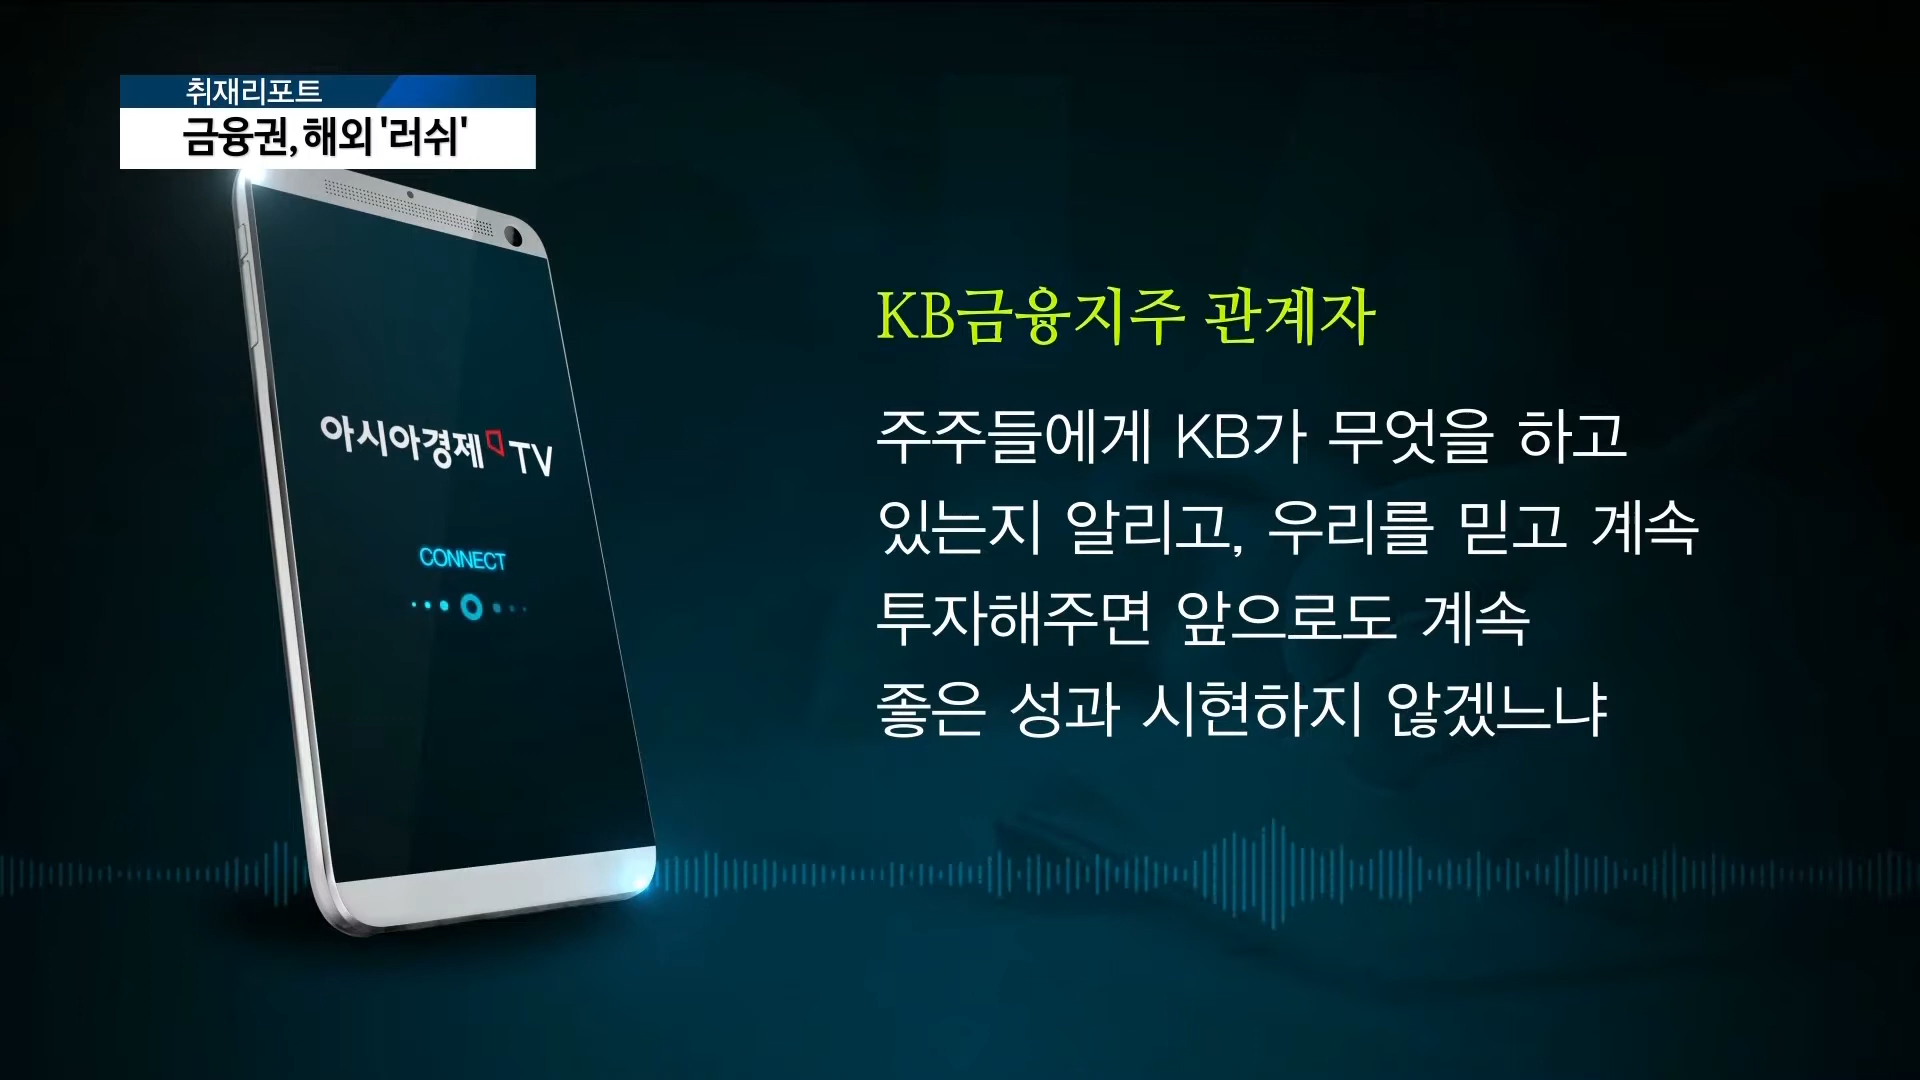 취재리포트
금융권, 해외 '러쉬'
아시아경제 TV
CONNECT
KB금융지주 관계자
주주들에게 KB가 무엇을 하고
있는지 알리고, 우리를 믿고 계속
투자해주면 앞으로도 계속
좋은 성과 시현하지 않겠느냐